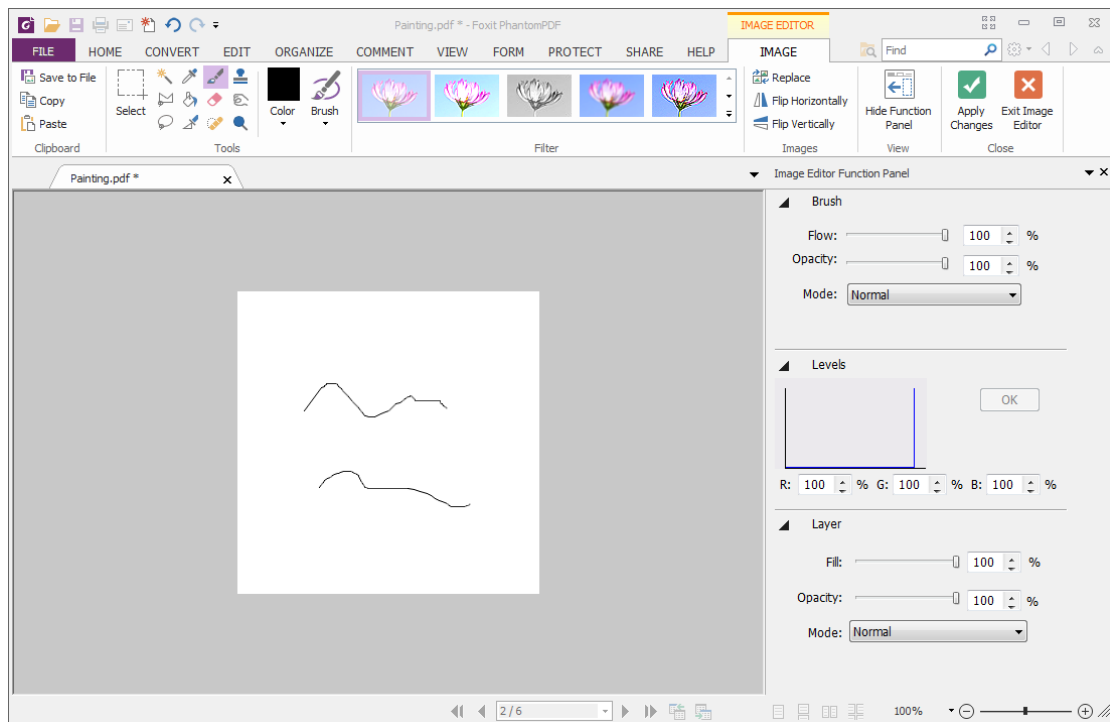 Painting.pdf * - Foxit PhantomPDF
IMAGE EDITOR
FILE HOME CONVERT EDIT ORGANIZE COMMENT VIEW FORM PROTECT SHARE HELP IMAGE Find
Save to File
Copy
Paste
Clipboard
Select
Tools
Color
Brush
Filter
Replace
Flip Horizontally
Flip Vertically
Images
Hide Function
Panel
View
Apply
Changes
Exit Image
Editor
Close
Painting.pdf * x
Image Editor Function Panel
Brush
Flow: 100 %
Opacity: 100 %
Mode: Normal
Levels
OK
R: 100 % G: 100 % B: 100 %
Layer
Fill: 100 %
Opacity: 100 %
Mode: Normal
2/6
100%